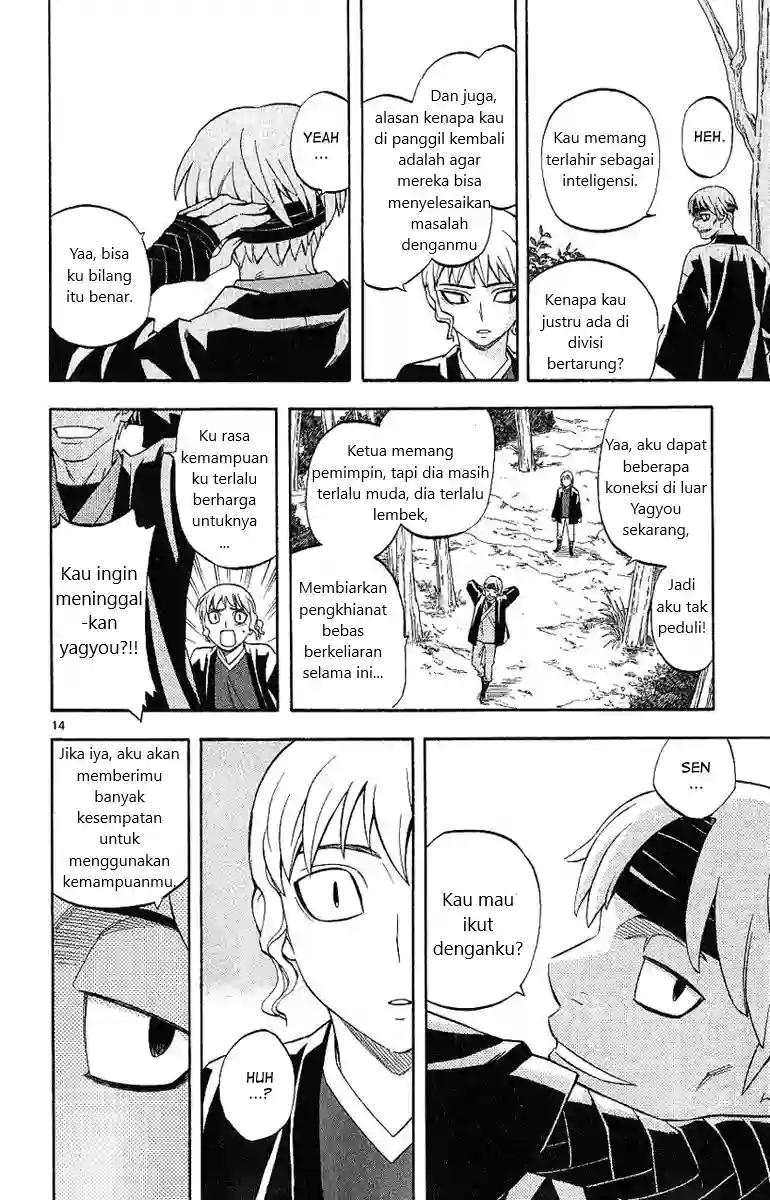 HEH.
Kau memang
terlahir sebagai
inteligensi.
Kenapa kau
justru ada di
divisi
bertarung?
Dan juga,
alasan kenapa kau
di panggil kembali
adalah agar
mereka bisa
menyelesaikan
masalah
denganmu
YEAH
...
Yaa, bisa
ku bilang
itu benar.
Yaa, aku dapat
beberapa
koneksi di luar
Yagyou
sekarang,
Jadi
aku tak
peduli!
Ketua memang
pemimpin, tapi dia masih
terlalu muda, dia terlalu
lembek,
Membiarkan
pengkhianat
bebas
berkeliaran
selama ini...
Ku rasa
kemampuan
ku terlalu
berharga
untuknya
...
Kau ingin
meninggal
-kan
yagyou?!!
14
SEN
...
Kau mau
ikut
denganku?
HUH
...?
Jika iya, aku akan
memberimu
banyak
kesempatan
untuk
menggunakan
kemampuanmu.